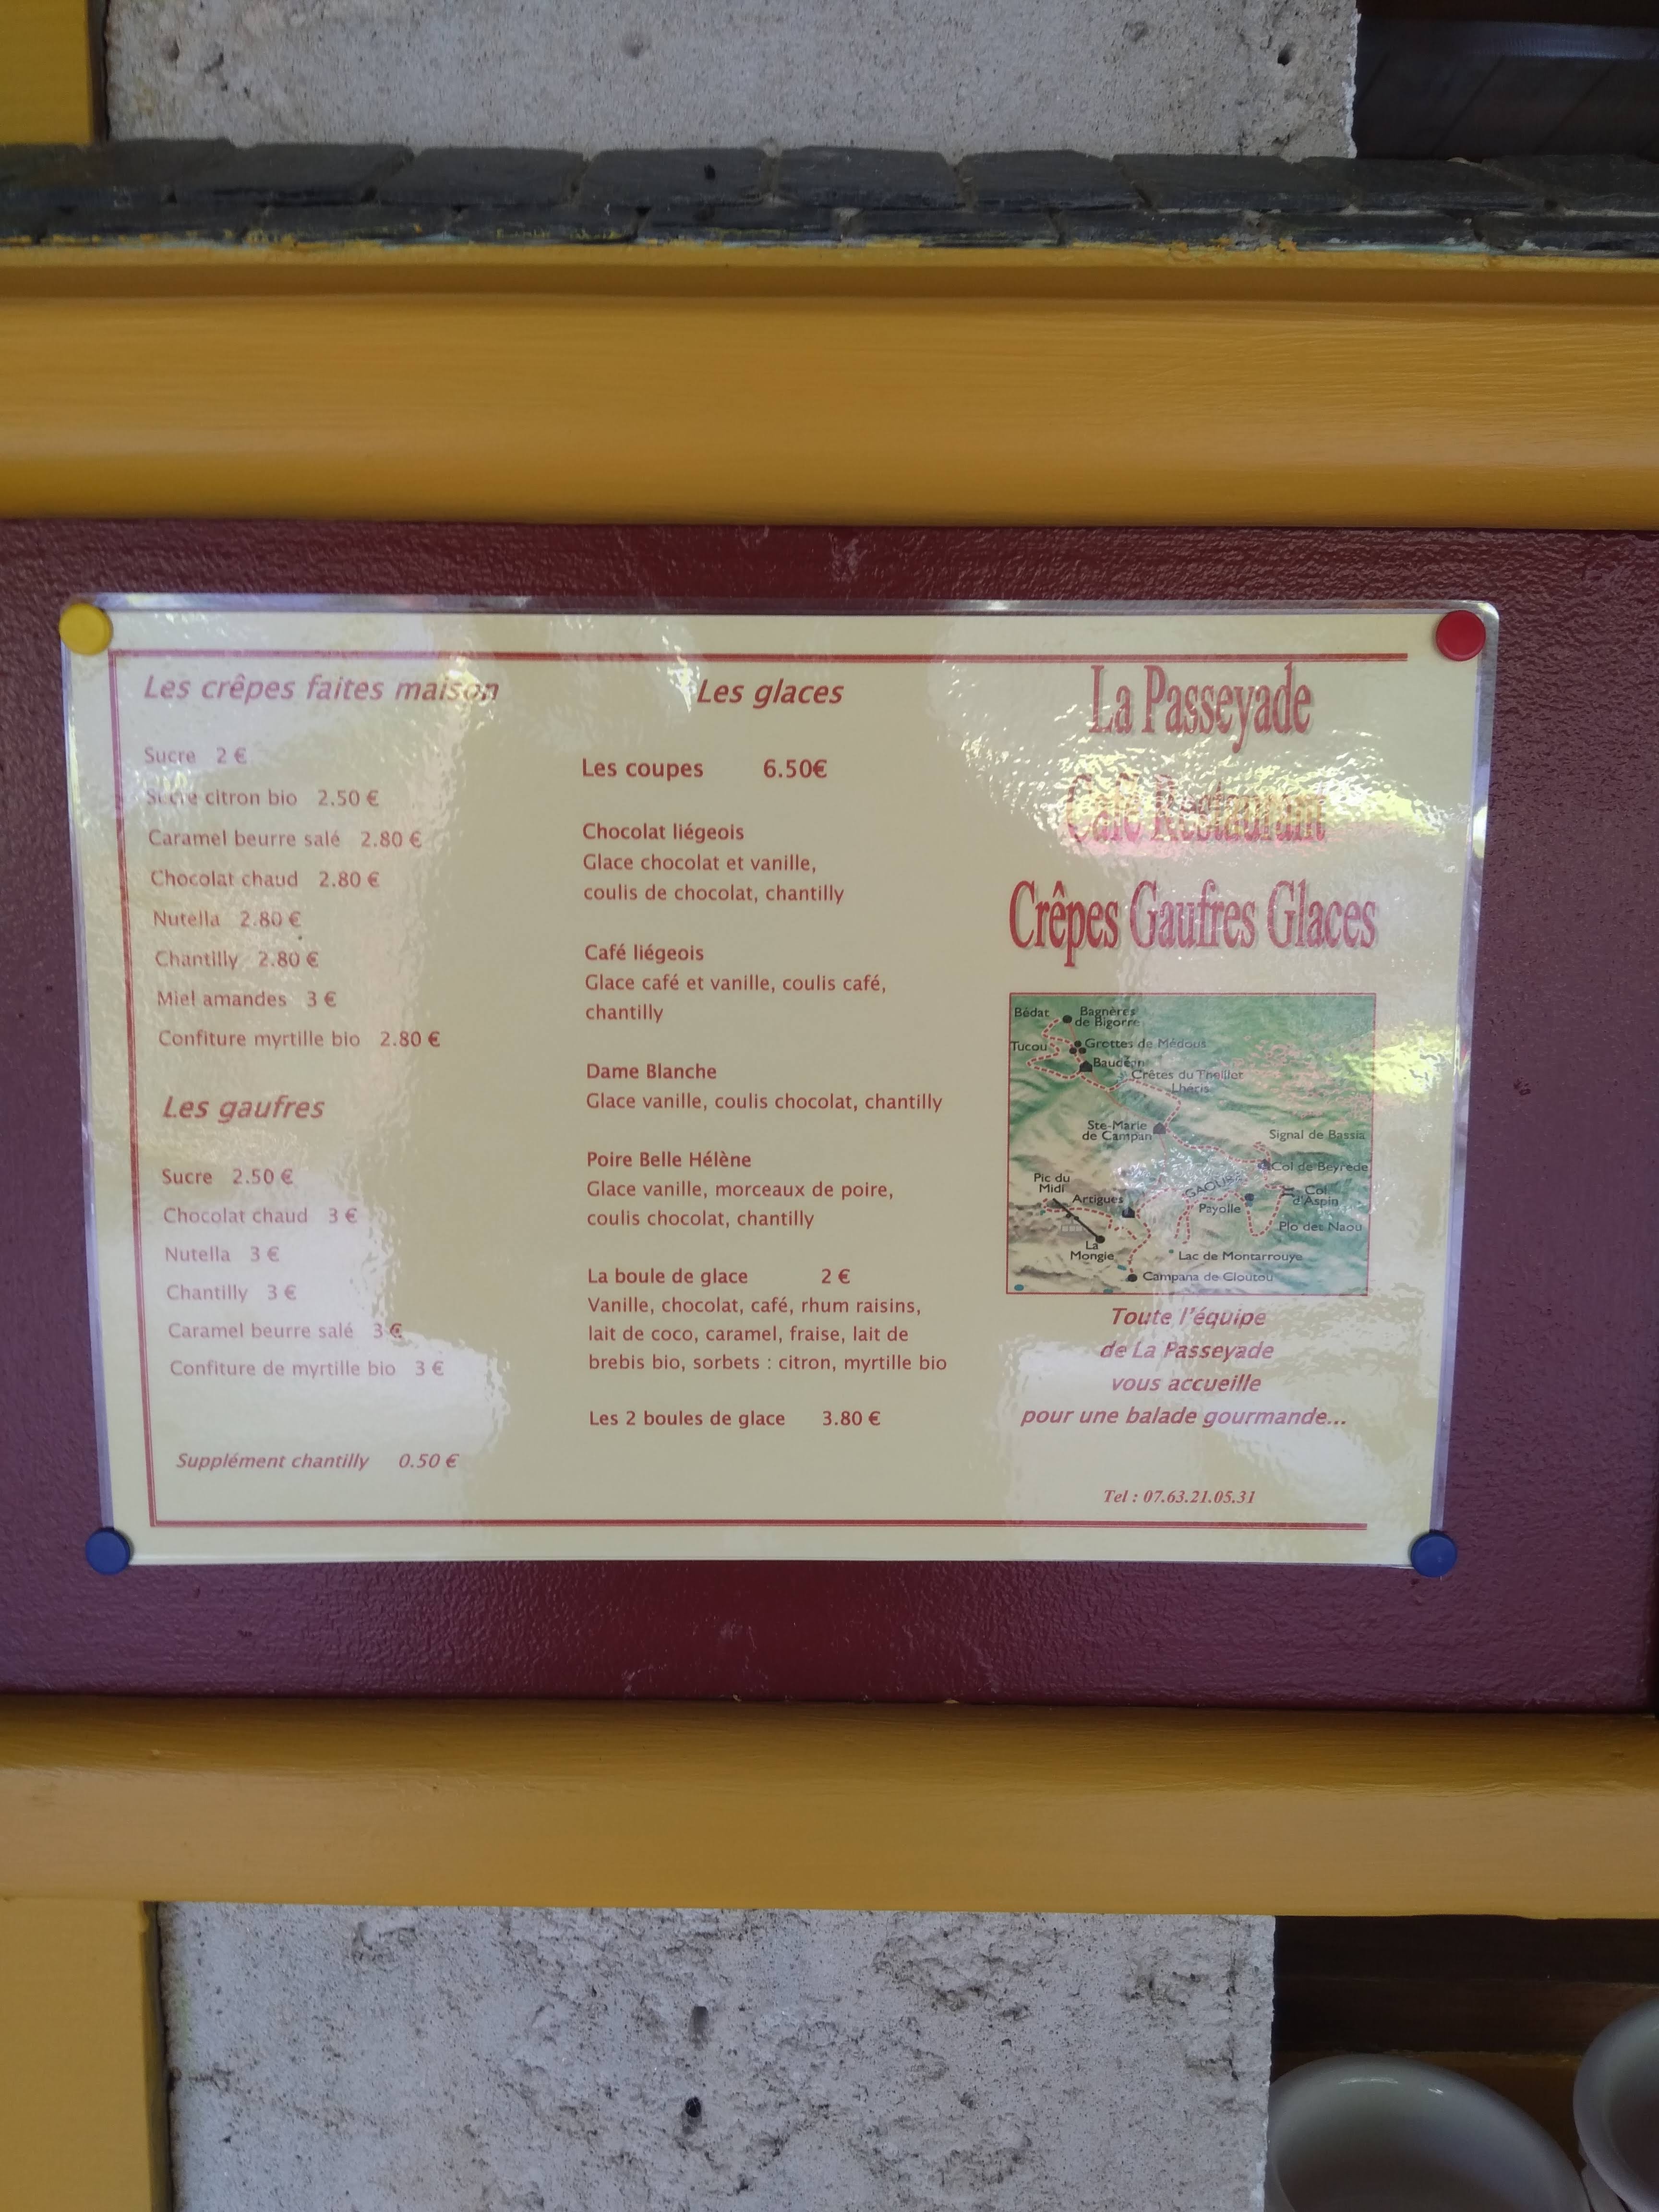 Les crêpes faites maison
Sucre 2 €
Sucre citron bio 2.50 €
Caramel beurre salé 2.80 €
Chocolat chaud 2.80 €
Nutella 2.80 €
Chantilly 2.80 €
Miel amandes 3 €
Confiture myrtille bio 2.80 €
Les gaufres
Sucre 2.50 €
Chocolat chaud 3 €
Nutella 3 €
Chantilly 3 €
Caramel beurre salé 3 €
Confiture de myrtille bio 3 €
Supplément chantilly 0.50 €
Les glaces
Les coupes 6.50€
Chocolat liégeois
Glace chocolat et vanille,
coulis de chocolat, chantilly
Café liégeois
Glace café et vanille, coulis café,
chantilly
Dame Blanche
Glace vanille, coulis chocolat, chantilly
Poire Belle Hélène
Glace vanille, morceaux de poire,
coulis chocolat, chantilly
La boule de glace 2 €
Vanille, chocolat, café, rhum raisins,
lait de coco, caramel, fraise, lait de
brebis bio, sorbets : citron, myrtille bio
Les 2 boules de glace 3.80 €
La Passeyade
Café Restaurant
Crêpes Gaufres Glaces
Bédat
Bagnères
de Bigorre
Tucou
Grottes de Médous
Baudéan
Crêtes du
Lhéris
Ste-Marie
de Campan
Signal de Bassia
Col de Beyrède
Pic du
Midi
Artigues
Payolle
Col
d'Aspin
Plo del Naou
La
Mongie
Lac de Montarrouye
Campana de Cloutou
Toute l'équipe
de La Passeyade
vous accueille
pour une balade gourmande...
Tel : 07.63.21.05.31